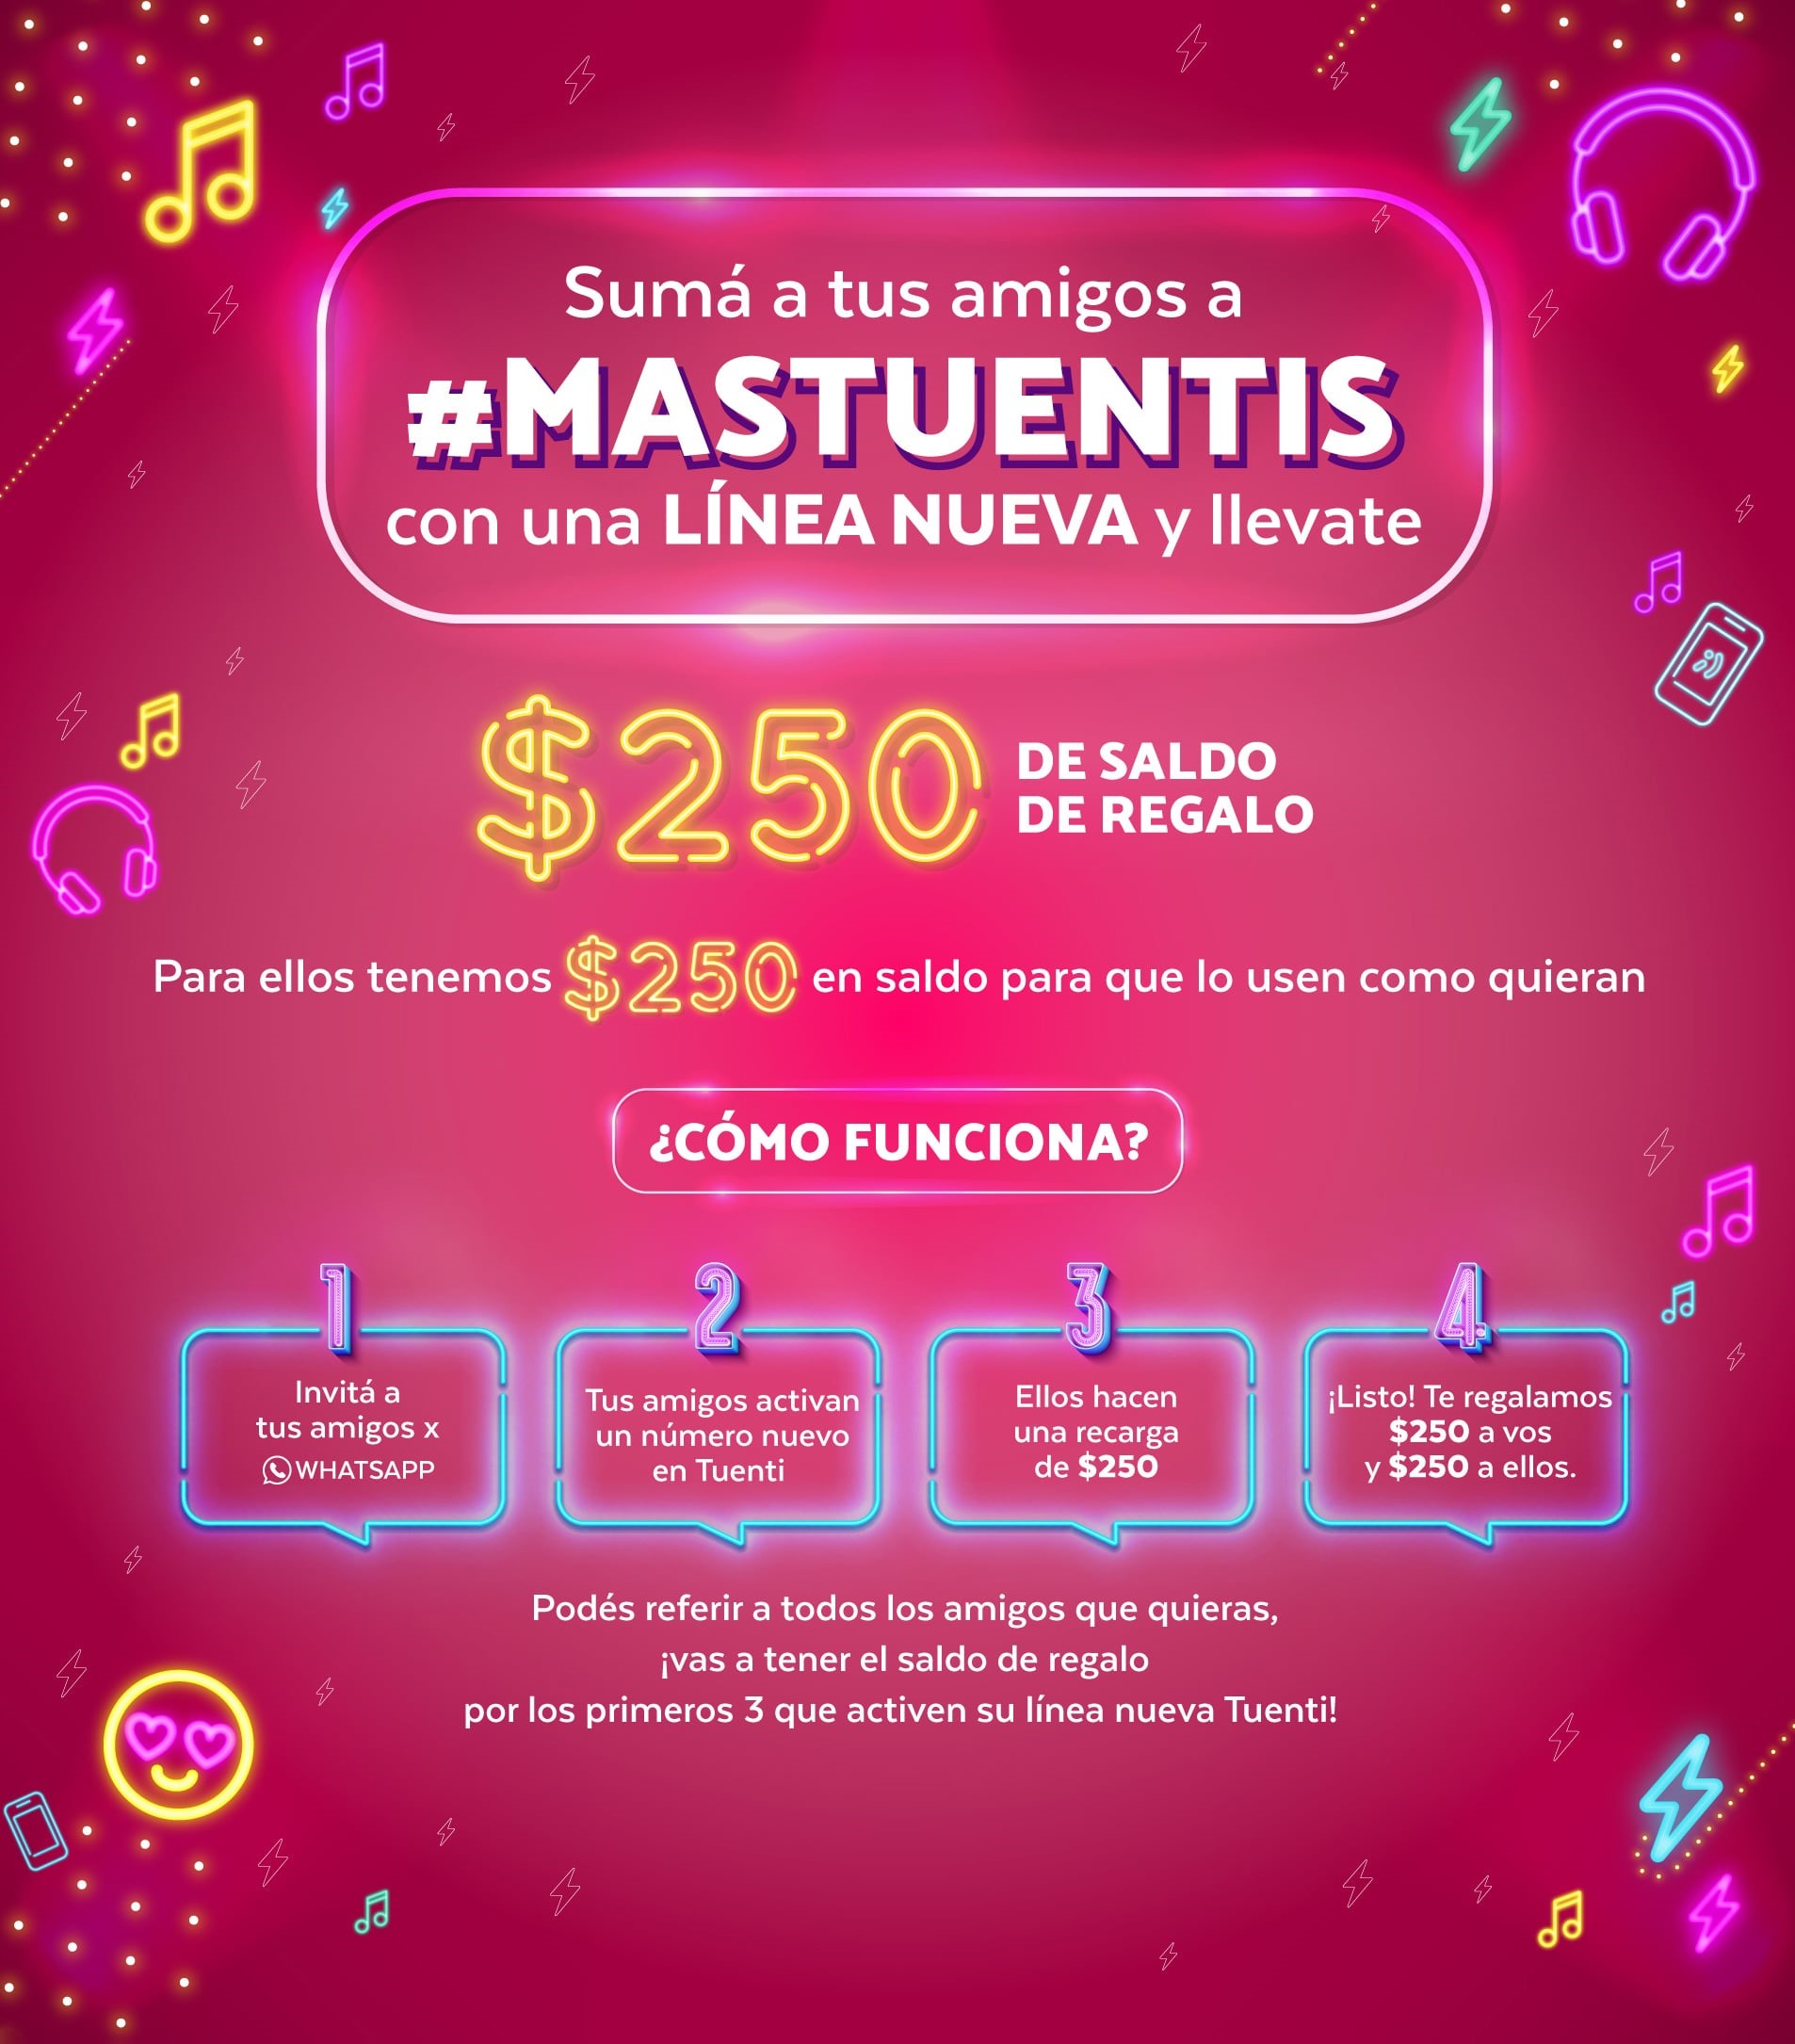 Sumá a tus amigos a
#MASTUENTIS
con una LÍNEA NUEVA y llevate
$250 DE SALDO
DE REGALO
Para ellos tenemos $250 en saldo para que lo usen como quieran
¿CÓMO FUNCIONA?
1
Invitá a
tus amigos x
WHATSAPP
2
Tus amigos activan
un número nuevo
en Tuenti
3
Ellos hacen
una recarga
de $250
4.
¡Listo! Te regalamos
$250 a vos
y $250 a ellos.
Podés referir a todos los amigos que quieras,
¡vas a tener el saldo de regalo
por los primeros 3 que activen su línea nueva Tuenti!